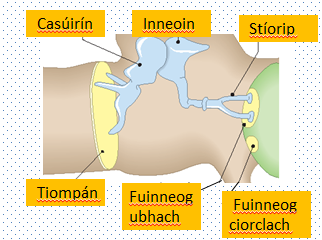 Casúirín
Inneoin
Stíorip
Tiompán
Fuinneog
ubhach
Fuinneog
ciorclach